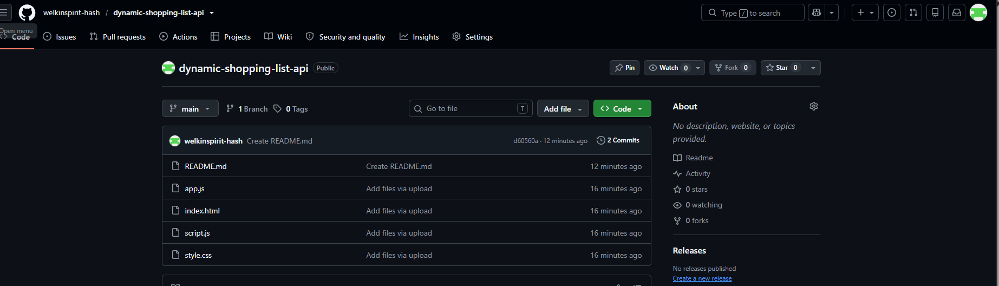 welkinspirit-hash / dynamic-shopping-list-api
Type / to search
Open menu
Code
Issues
Pull requests
Actions
Projects
Wiki
Security and quality
Insights
Settings
dynamic-shopping-list-api Public
Pin
Watch 0
Fork 0
Star 0
main
1 Branch
0 Tags
Go to file T
Add file
Code
welkinspirit-hash Create README.md d60560a · 12 minutes ago 2 Commits
README.md Create README.md 12 minutes ago
app.js Add files via upload 16 minutes ago
index.html Add files via upload 16 minutes ago
script.js Add files via upload 16 minutes ago
style.css Add files via upload 16 minutes ago
About
No description, website, or topics
provided.
Readme
Activity
0 stars
0 watching
0 forks
Releases
No releases published
Create a new release